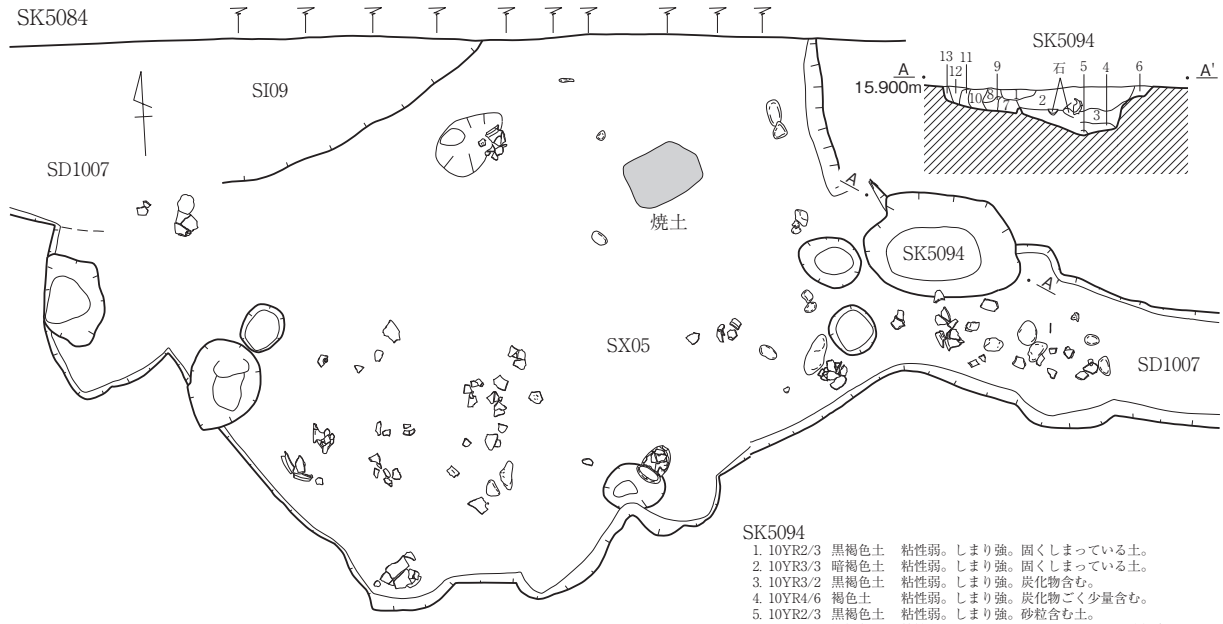 SK5084
SI09
SD1007
焼土
SX05
A
SK5094
A
SD1007
SK5094
13 12 11 9 石 5 4 6
A A'
15.900m
10 8 7 2 3
SK5094
1. 10YR2/3 黒褐色土 粘性弱。しまり強。固くしまっている土。
2. 10YR3/3 暗褐色土 粘性弱。しまり強。固くしまっている土。
3. 10YR3/2 黒褐色土 粘性弱。しまり強。炭化物含む。
4. 10YR4/6 褐色土 粘性弱。しまり強。炭化物ごく少量含む。
5. 10YR2/3 黒褐色土 粘性弱。しまり強。砂粒含む土。